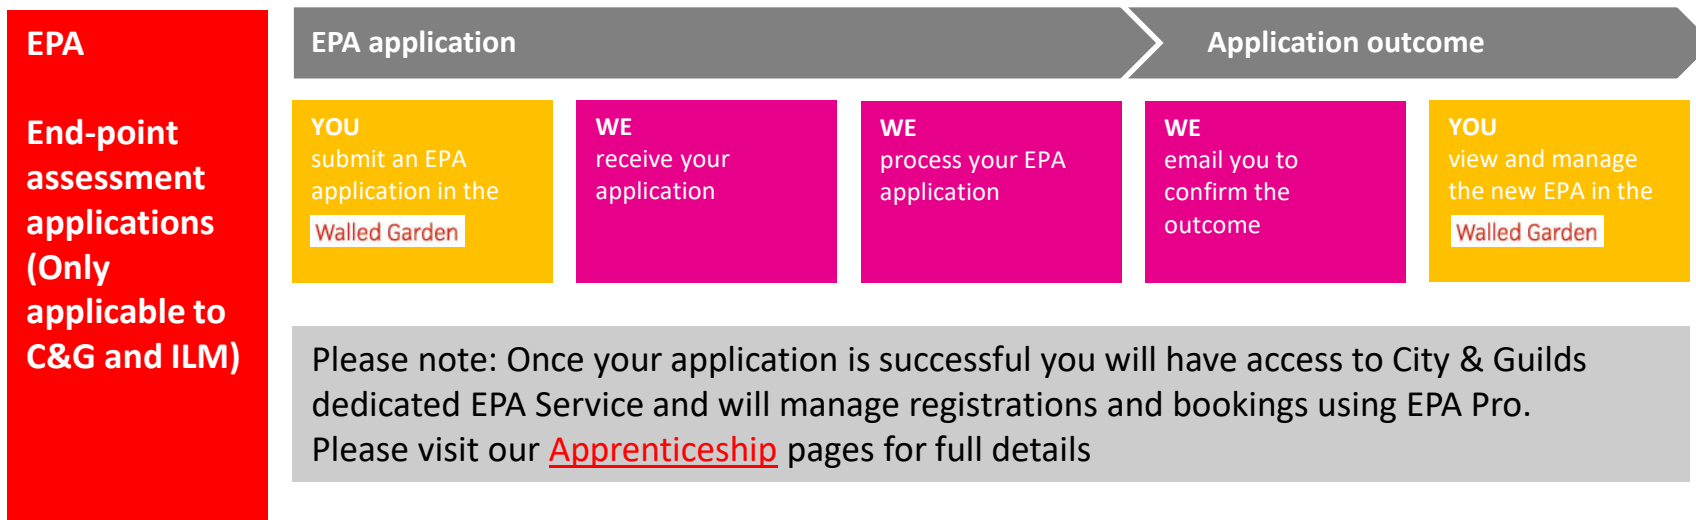 EPA
End-point
assessment
applications
(Only
applicable to
C&G and ILM)
EPA application
Application outcome
YOU
submit an EPA
application in the
Walled Garden
WE
receive your
application
WE
process your EPA
application
WE
email you to
confirm the
outcome
YOU
view and manage
the new EPA in the
Walled Garden
Please note: Once your application is successful you will have access to City & Guilds
dedicated EPA Service and will manage registrations and bookings using EPA Pro.
Please visit our Apprenticeship pages for full details